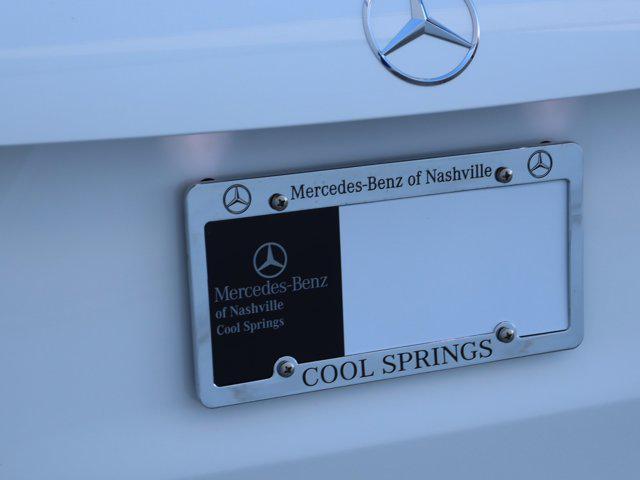 Mercedes-Benz of Nashville
Mercedes-Benz
of Nashville
Cool Springs
COOL SPRINGS